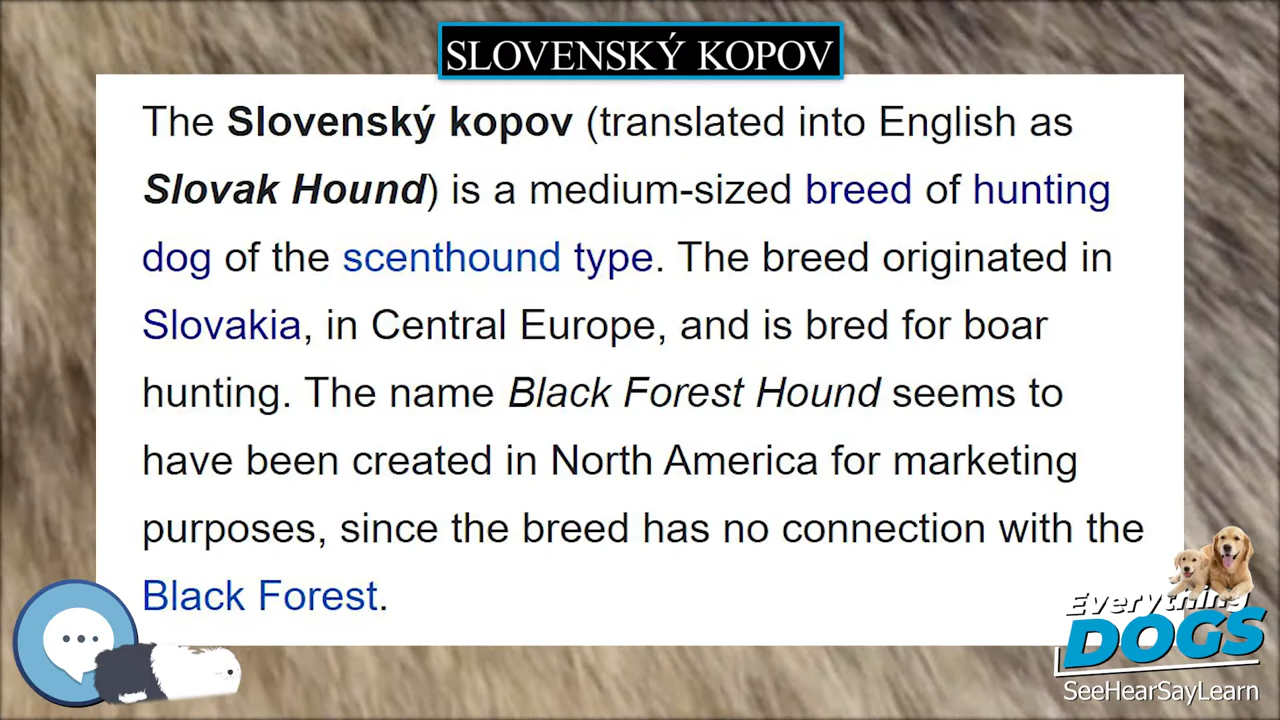 SLOVENSKÝ KOPOV
The Slovenský kopov (translated into English as
Slovak Hound) is a medium-sized breed of hunting
dog of the scenthound type. The breed originated in
Slovakia, in Central Europe, and is bred for boar
hunting. The name Black Forest Hound seems to
have been created in North America for marketing
purposes, since the breed has no connection with the
Black Forest.
Everything
DOGS
SeeHearSayLearn